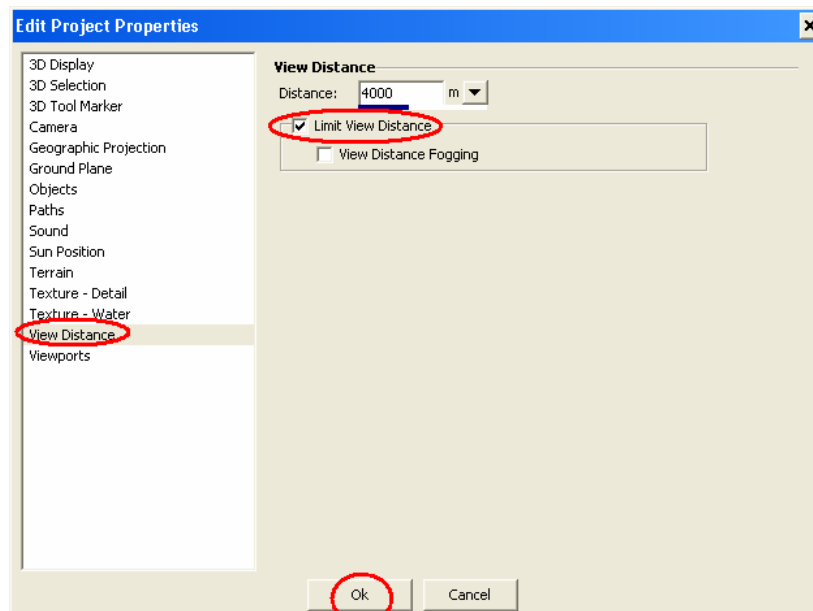 Edit Project Properties
3D Display
3D Selection
3D Tool Marker
Camera
Geographic Projection
Ground Plane
Objects
Paths
Sound
Sun Position
Terrain
Texture - Detail
Texture - Water
View Distance
Viewports
View Distance
Distance: 4000 m
Limit View Distance
View Distance Fogging
Ok Cancel